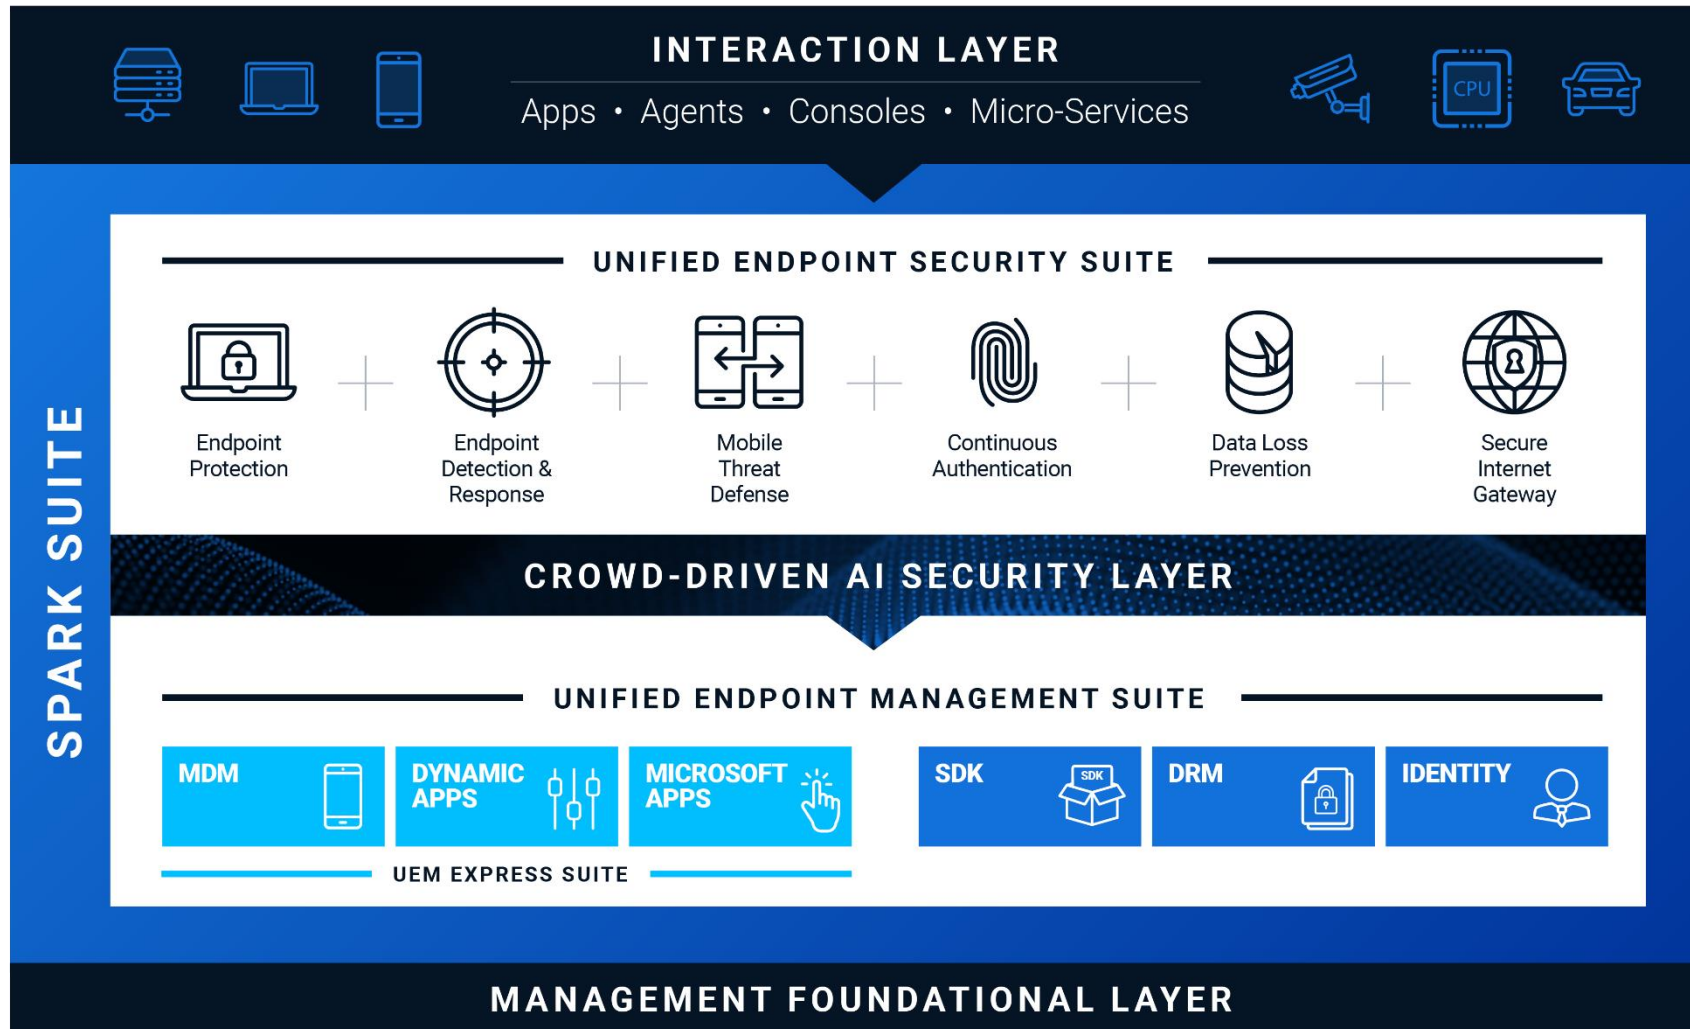 INTERACTION LAYER
Apps • Agents • Consoles • Micro-Services
CPU
SPARK SUITE
UNIFIED ENDPOINT SECURITY SUITE
Endpoint
Protection
Endpoint
Detection &
Response
Mobile
Threat
Defense
Continuous
Authentication
Data Loss
Prevention
Secure
Internet
Gateway
CROWD-DRIVEN AI SECURITY LAYER
UNIFIED ENDPOINT MANAGEMENT SUITE
MDM
DYNAMIC
APPS
MICROSOFT
APPS
SDK
SDK
DRM
IDENTITY
UEM EXPRESS SUITE
MANAGEMENT FOUNDATIONAL LAYER